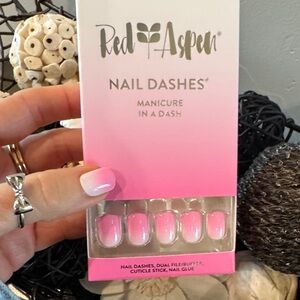 Red Aspen®
NAIL DASHES®
MANICURE
IN A DASH
NAIL DASHES, DUAL FILE/BUFFER,
CUTICLE STICK, NAIL GLUE